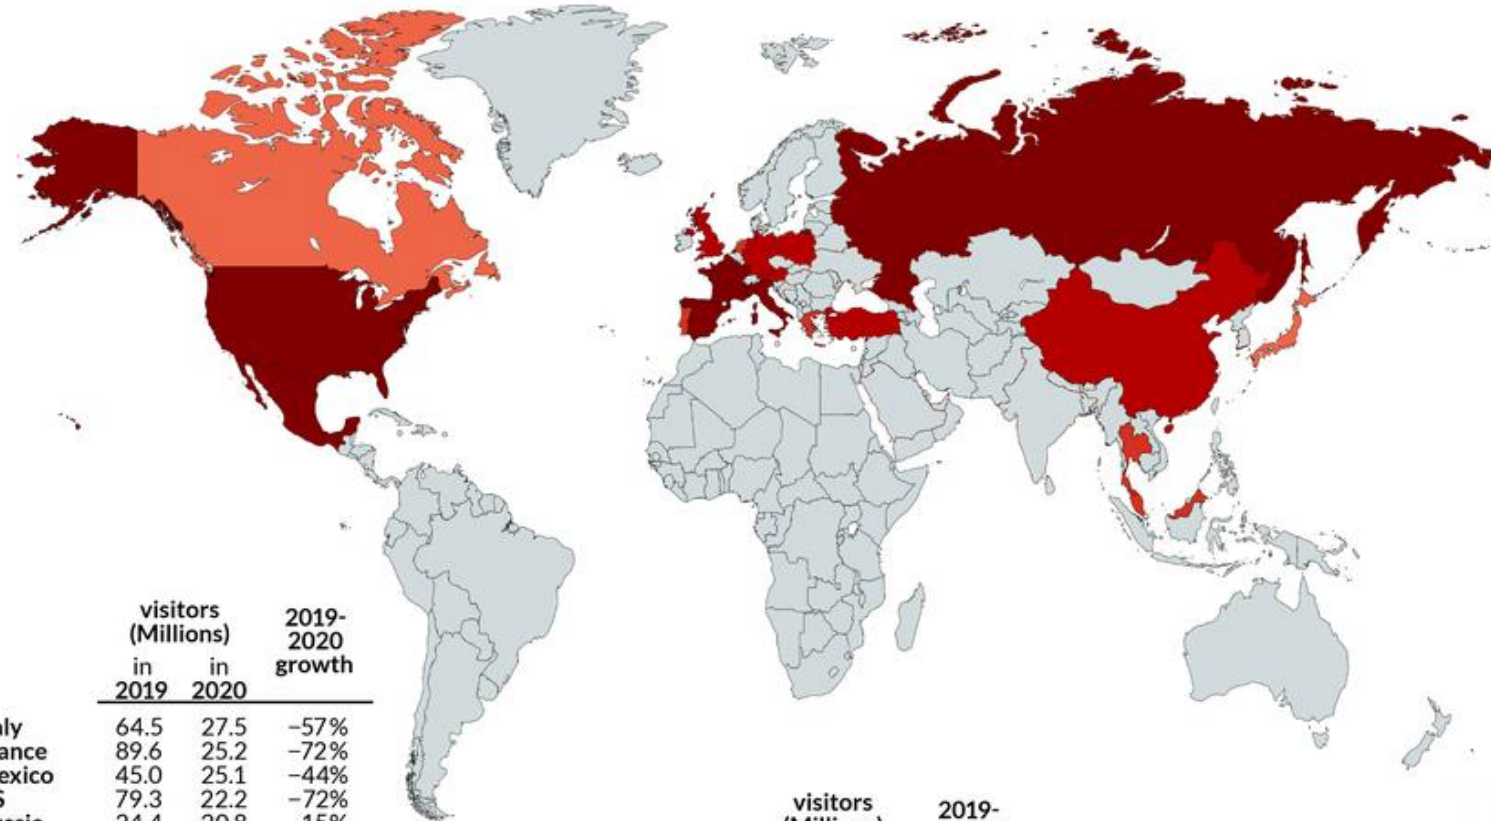 visitors
(Millions)
2019-
2020
growth
in
2019
in
2020
ly 64.5 27.5 −57%
ance 89.6 25.2 −72%
exico 45.0 25.1 −44%
S 79.3 22.2 −72%
visitors
2019-